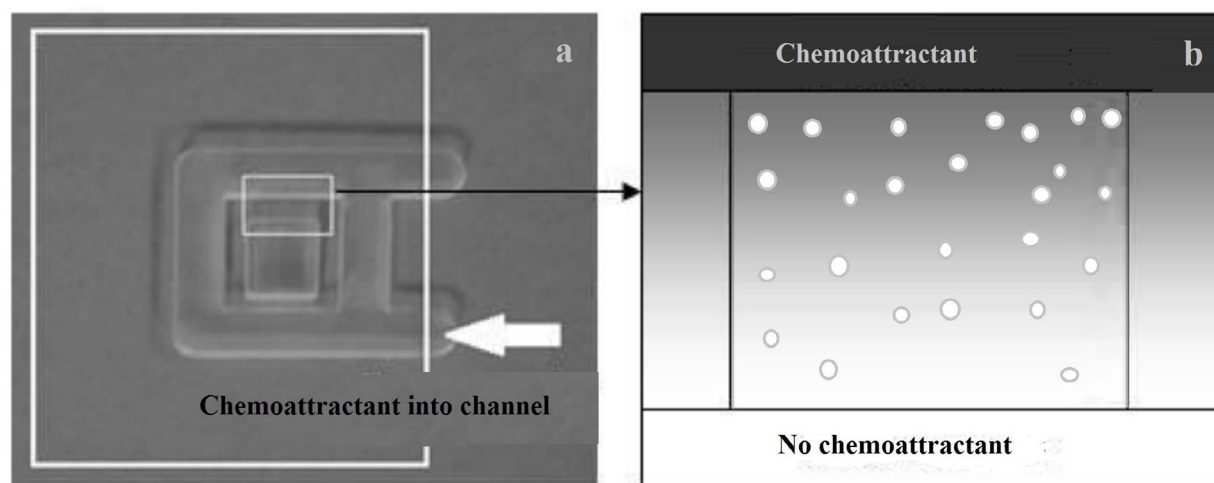 a
Chemoattractant into channel
Chemoattractant
b
No chemoattractant